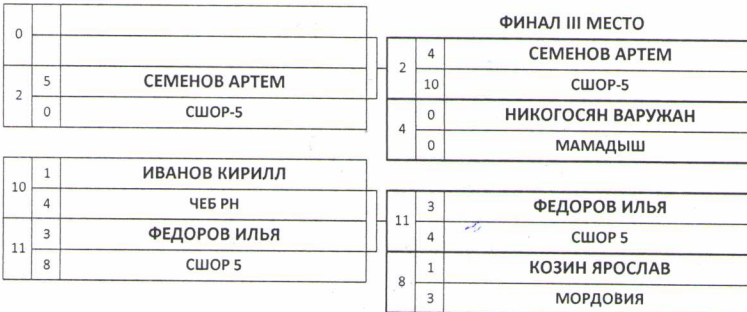 0
2 5 СЕМЕНОВ АРТЕМ
0 СШОР-5
10 1 ИВАНОВ КИРИЛЛ
4 ЧЕБ РН
11 3 ФЕДОРОВ ИЛЬЯ
8 СШОР 5
ФИНАЛ III МЕСТО
2 4 СЕМЕНОВ АРТЕМ
10 СШОР-5
4 0 НИКОГОСЯН ВАРУЖАН
0 МАМАДЫШ
11 3 ФЕДОРОВ ИЛЬЯ
4 СШОР 5
8 1 КОЗИН ЯРОСЛАВ
3 МОРДОВИЯ